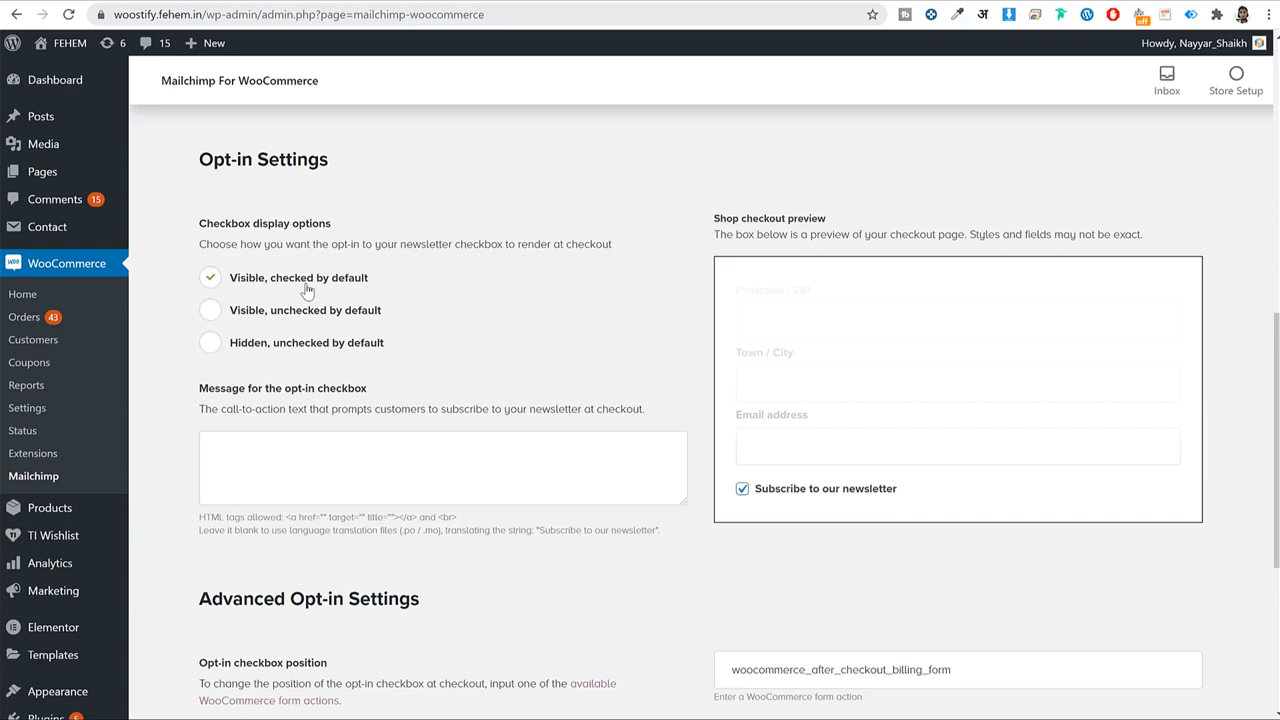 woostify.fehem.in/wp-admin/admin.php?page=mailchimp-woocommerce
अ
off
FEHEM 6 15 New
Howdy, Nayyar_Shaikh
Dashboard
Posts
Media
Pages
Comments 15
Contact
WooCommerce
Home
Orders 43
Customers
Coupons
Reports
Settings
Status
Extensions
Mailchimp
Products
TI Wishlist
Analytics
Marketing
Elementor
Templates
Appearance
Plugins 5
Mailchimp For WooCommerce
Inbox
Store Setup
Opt-in Settings
Checkbox display options
Choose how you want the opt-in to your newsletter checkbox to render at checkout
Visible, checked by default
Visible, unchecked by default
Hidden, unchecked by default
Message for the opt-in checkbox
The call-to-action text that prompts customers to subscribe to your newsletter at checkout.
HTML tags allowed: <a href="" target="" title=""></a> and <br>
Leave it blank to use language translation files (.po / .mo), translating the string: "Subscribe to our newsletter".
Shop checkout preview
The box below is a preview of your checkout page. Styles and fields may not be exact.
Postcode / ZIP
Town / City
Email address
Subscribe to our newsletter
Advanced Opt-in Settings
Opt-in checkbox position
To change the position of the opt-in checkbox at checkout, input one of the available
WooCommerce form actions.
woocommerce_after_checkout_billing_form
Enter a WooCommerce form action